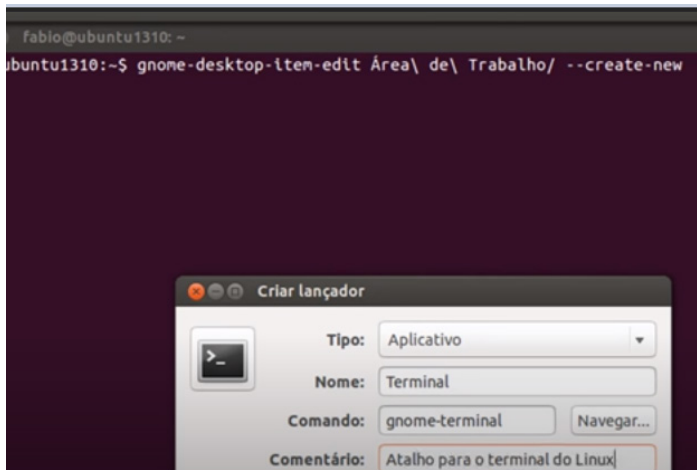 fabio@ubuntu1310: ~
ubuntu1310:~$ gnome-desktop-item-edit Área\ de\ Trabalho/ --create-new
Criar lançador
>_
Tipo: Aplicativo
Nome: Terminal
Comando: gnome-terminal Navegar...
Comentário: Atalho para o terminal do Linux